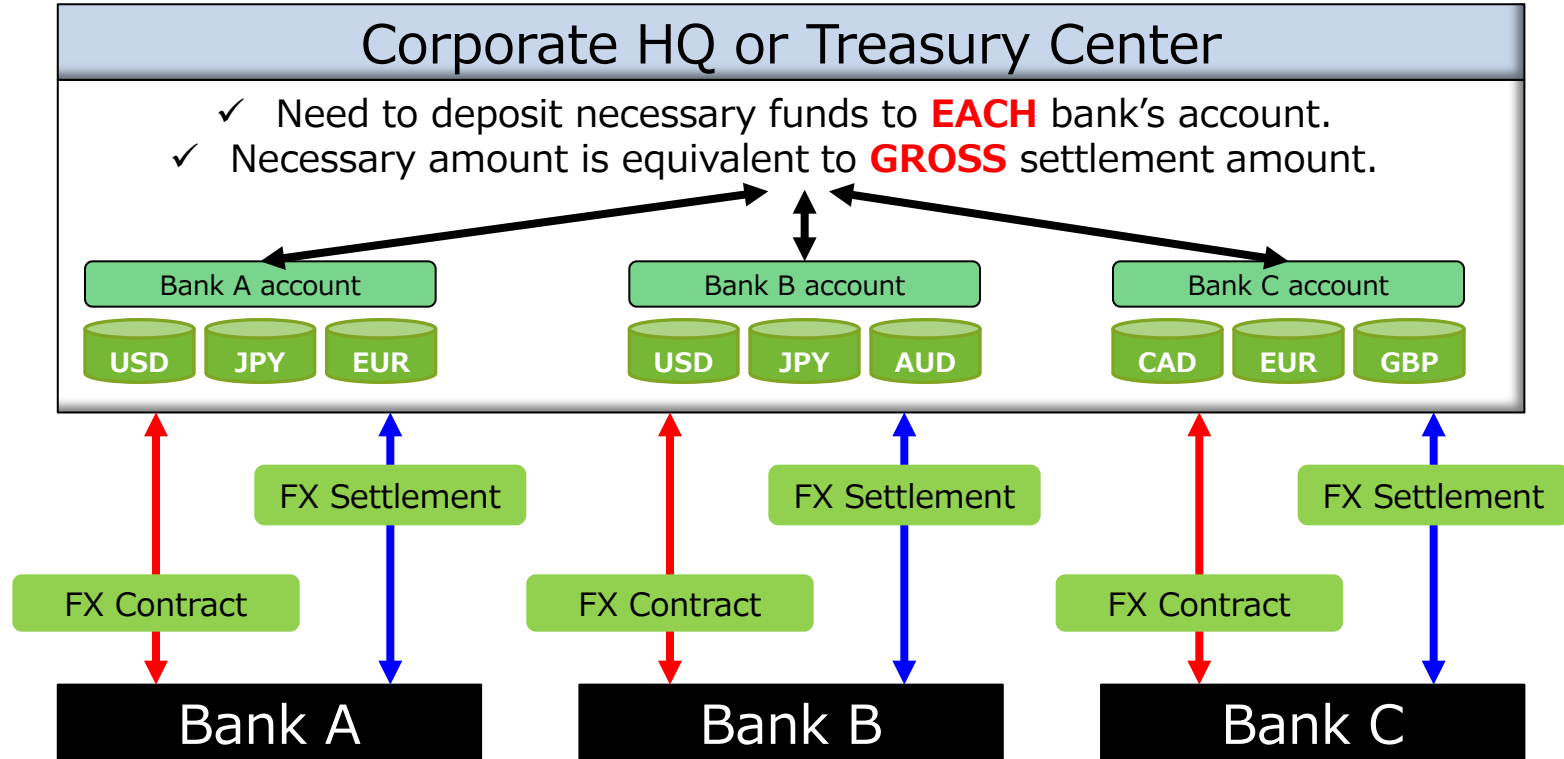 Corporate HQ or Treasury Center
✓ Need to deposit necessary funds to EACH bank’s account.
✓ Necessary amount is equivalent to GROSS settlement amount.
Bank A account
Bank B account
Bank C account
USD JPY EUR
USD JPY AUD
CAD EUR GBP
FX Settlement
FX Settlement
FX Settlement
FX Contract
FX Contract
FX Contract
Bank A
Bank B
Bank C